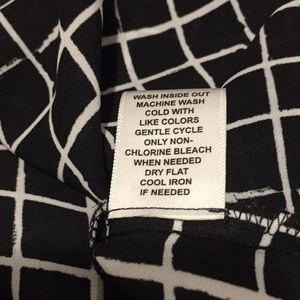 WASH INSIDE OUT
MACHINE WASH
COLD WITH
LIKE COLORS
GENTLE CYCLE
ONLY NON-
CHLORINE BLEACH
WHEN NEEDED
DRY FLAT
COOL IRON
IF NEEDED